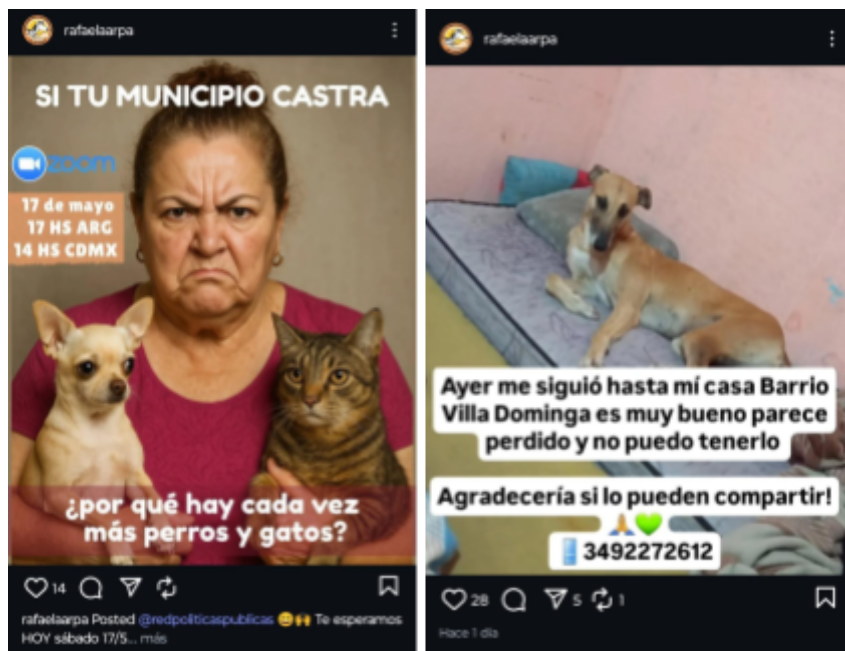 rafaelaarpa
SI TU MUNICIPIO CASTRA
zoom
17 de mayo
17 HS ARG
14 HS CDMX
¿por qué hay cada vez
más perros y gatos?
14
rafaelaarpa Posted @redpoliticaspublicas 😄🙌 Te esperamos
HOY sábado 17/5... más
rafaelaarpa
Ayer me siguió hasta mí casa Barrio
Villa Dominga es muy bueno parece
perdido y no puedo tenerlo
Agradecería si lo pueden compartir!
🙏💚
📱3492272612
28
5
1
Hace 1 día